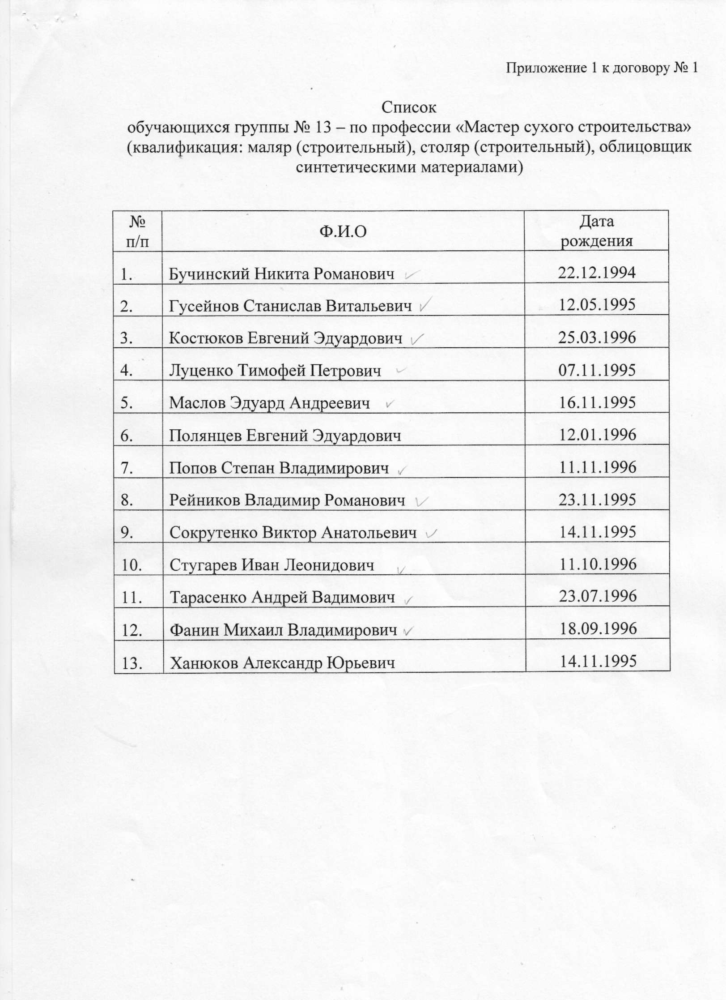 Приложение 1 к договору № 1
Список
обучающихся группы № 13 – по профессии «Мастер сухого строительства»
(квалификация: маляр (строительный), столяр (строительный), облицовщик
синтетическими материалами)
№ п/п Ф.И.О Дата рождения
1. Бучинский Никита Романович 22.12.1994
2. Гусейнов Станислав Витальевич 12.05.1995
3. Костюков Евгений Эдуардович 25.03.1996
4. Луценко Тимофей Петрович 07.11.1995
5. Маслов Эдуард Андреевич 16.11.1995
6. Полянцев Евгений Эдуардович 12.01.1996
7. Попов Степан Владимирович 11.11.1996
8. Рейников Владимир Романович 23.11.1995
9. Сокрутенко Виктор Анатольевич 14.11.1995
10. Стугарев Иван Леонидович 11.10.1996
11. Тарасенко Андрей Вадимович 23.07.1996
12. Фанин Михаил Владимирович 18.09.1996
13. Ханюков Александр Юрьевич 14.11.1995